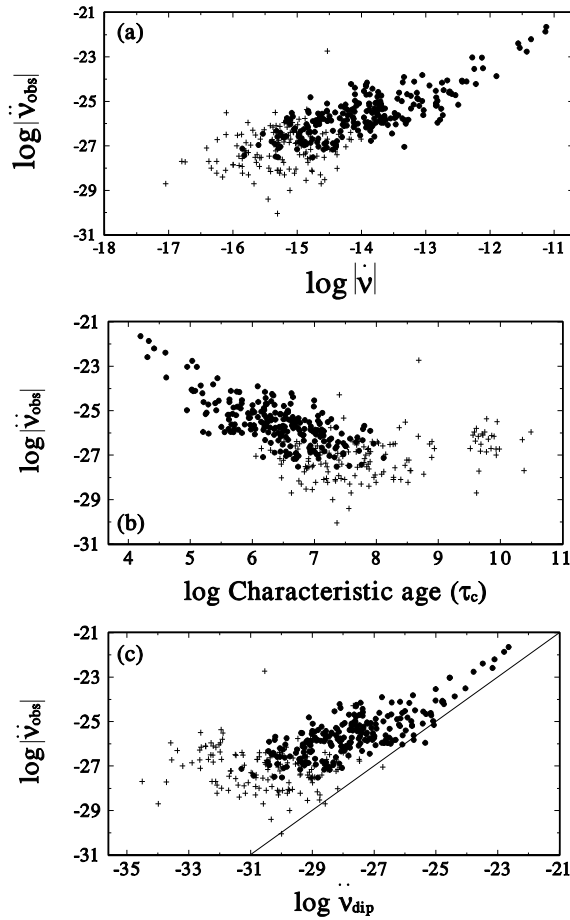 (a)
log|ν̈obs|
-21
-23
-25
-27
-29
-31
-18 -17 -16 -15 -14 -13 -12 -11
log|ν̇|
(b)
log|ν̈obs|
-21
-23
-25
-27
-29
-31
4 5 6 7 8 9 10 11
log Characteristic age (τc)
(c)
log|ν̈obs|
-21
-23
-25
-27
-29
-31
-35 -33 -31 -29 -27 -25 -23 -21
log ν̈dip